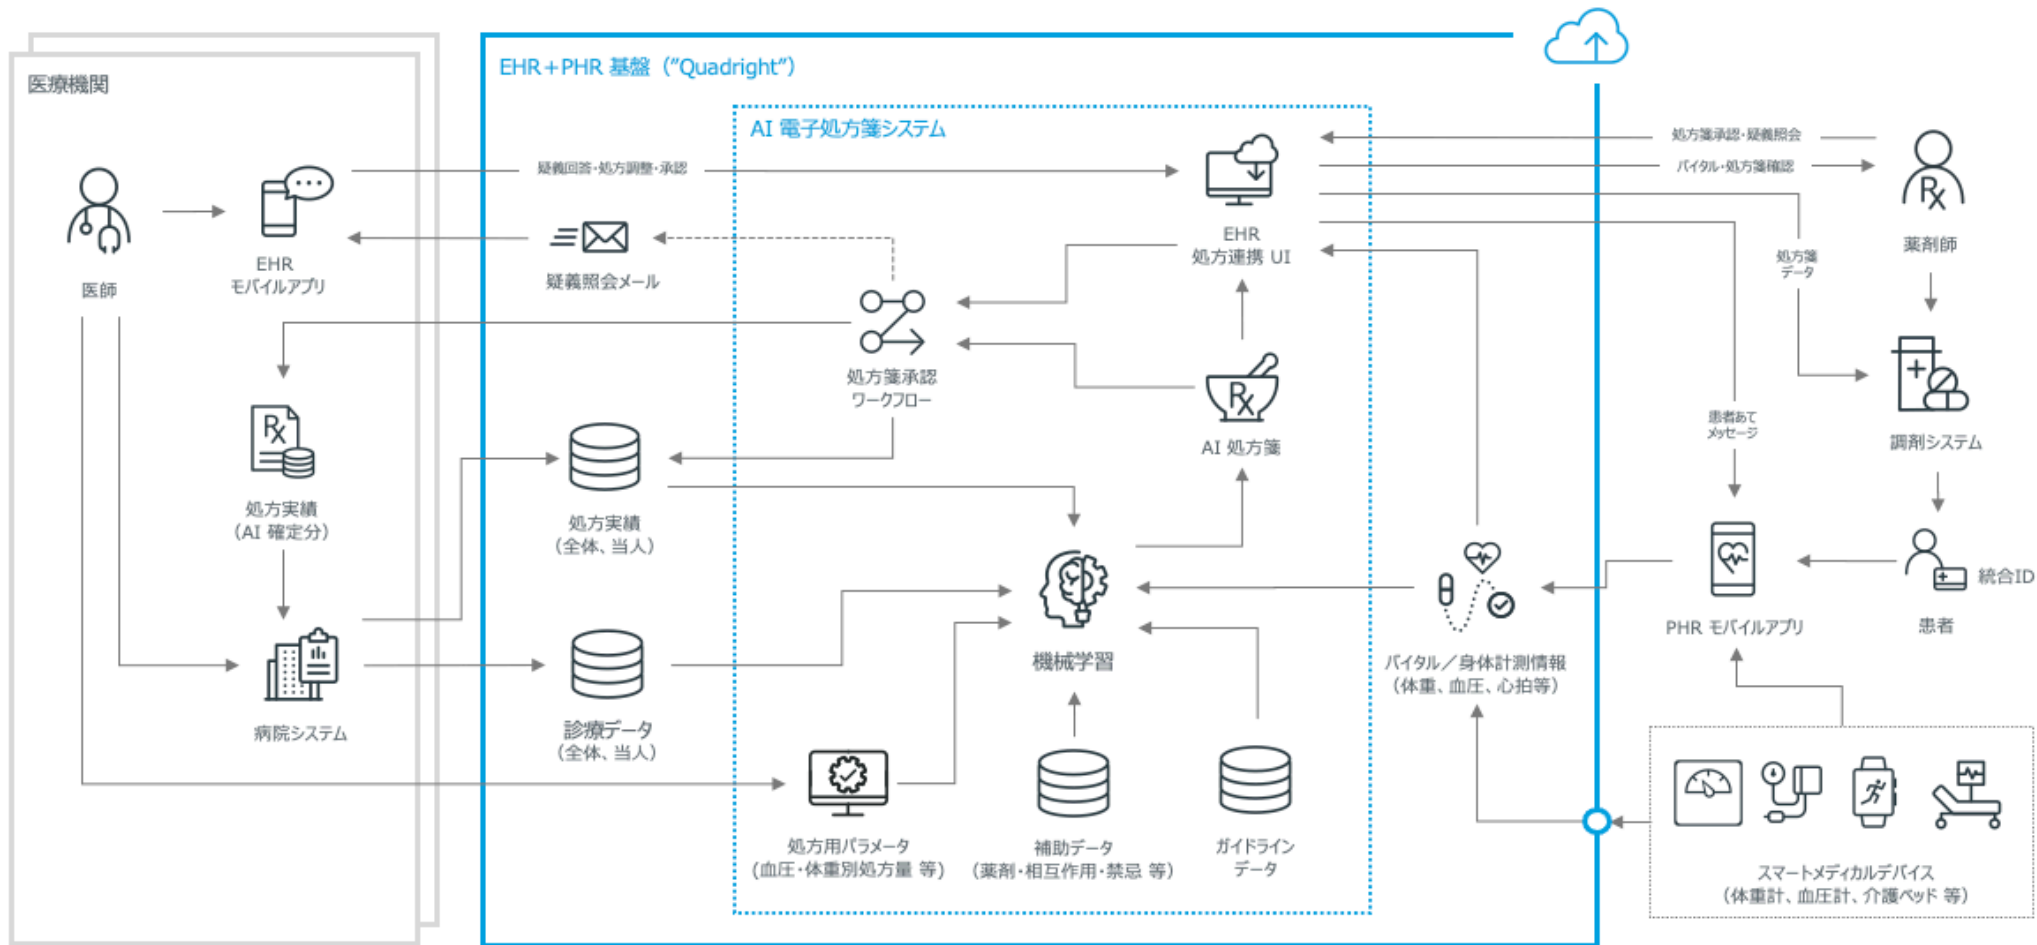 医療機関
医師
EHR
モバイルアプリ
処方実績
(AI 確定分)
病院システム
EHR+PHR 基盤 ("Quadright")
疑義回答・処方調整・承認
疑義照会メール
処方実績
(全体、当人)
診療データ
(全体、当人)
AI 電子処方箋システム
EHR
処方連携 UI
処方箋承認
ワークフロー
Rx
AI 処方箋
機械学習
処方用パラメータ
(血圧・体重別処方量 等)
補助データ
(薬剤・相互作用・禁忌 等)
ガイドライン
データ
バイタル/身体計測情報
(体重、血圧、心拍等)
処方箋承認・疑義照会
バイタル・処方箋確認
処方箋
データ
患者あて
メッセージ
Rx
薬剤師
調剤システム
統合ID
患者
PHR モバイルアプリ
スマートメディカルデバイス
(体重計、血圧計、介護ベッド 等)
Rx